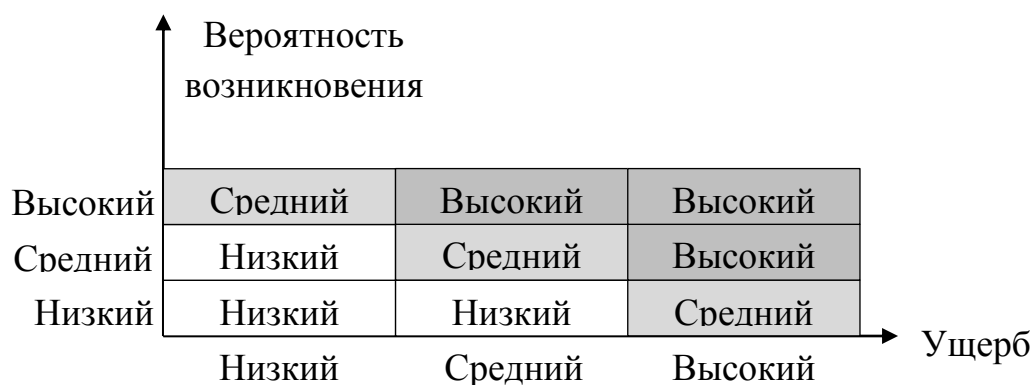 Вероятность
возникновения
Высокий Средний Высокий Высокий
Средний Низкий Средний Высокий
Низкий Низкий Низкий Средний
Ущерб
Низкий Средний Высокий